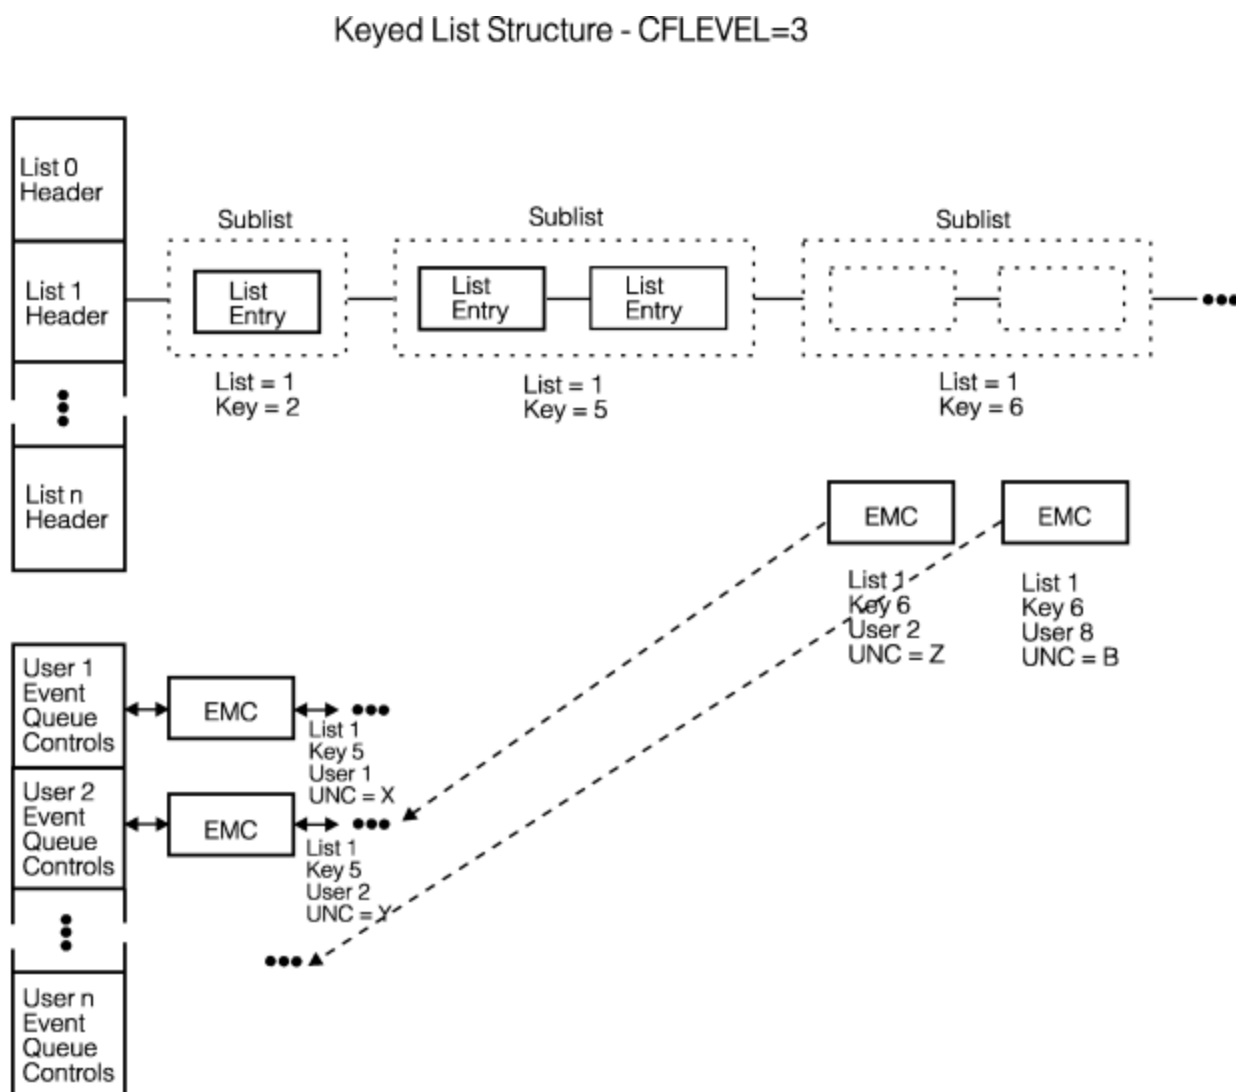 Keyed List Structure - CFLEVEL=3
List 0
Header
Sublist
Sublist
Sublist
List 1
Header
List
Entry
List
Entry
List
Entry
List = 1
Key = 2
List = 1
Key = 5
List = 1
Key = 6
List n
Header
EMC
EMC
List 1
Key 6
User 2
UNC = Z
List 1
Key 6
User 8
UNC = B
User 1
Event
Queue
Controls
EMC
List 1
Key 5
User 1
UNC = X
User 2
Event
Queue
Controls
EMC
List 1
Key 5
User 2
UNC = Y
User n
Event
Queue
Controls